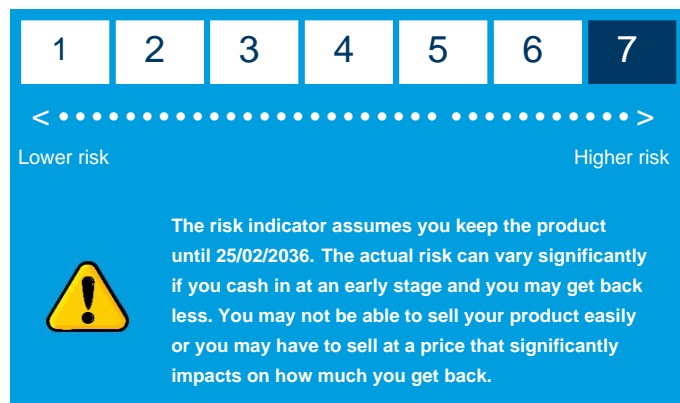 1 2 3 4 5 6 7
Lower risk Higher risk
The risk indicator assumes you keep the product
until 25/02/2036. The actual risk can vary significantly
if you cash in at an early stage and you may get back
less. You may not be able to sell your product easily
or you may have to sell at a price that significantly
impacts on how much you get back.